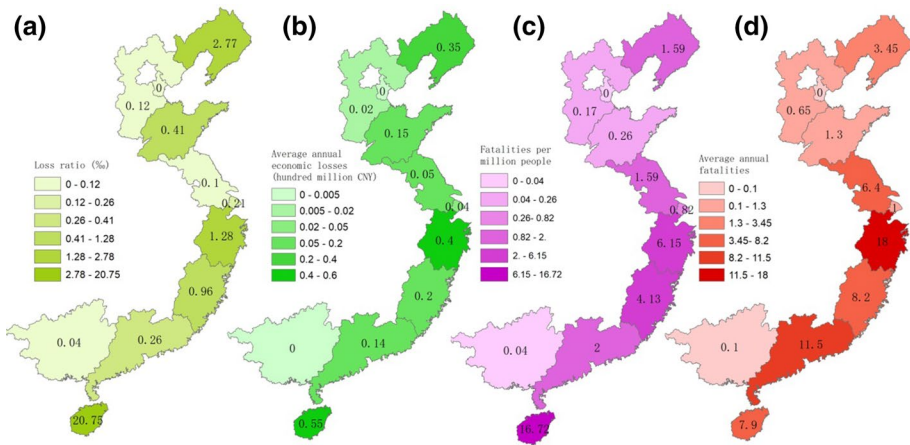 (a)
2.77
0
0.12
0.41
0.1
0.21
1.28
0.96
0.04
0.26
20.75
Loss ratio (‰)
0 - 0.12
0.12 - 0.26
0.26 - 0.41
0.41 - 1.28
1.28 - 2.78
2.78 - 20.75
(b)
0.35
0
0.02
0.15
0.05
0.04
0.4
0.2
0
0.14
0.55
Average annual
economic losses
(hundred million CNY)
0 - 0.005
0.005 - 0.02
0.02 - 0.05
0.05 - 0.2
0.2 - 0.4
0.4 - 0.6
(c)
1.59
0
0.17
0.26
1.59
0.82
6.15
4.13
0.04
2
16.72
Fatalities per
million people
0 - 0.04
0.04 - 0.26
0.26 - 0.82
0.82 - 2.
2. - 6.15
6.15 - 16.72
(d)
3.45
0
0.65
1.3
6.4
1
18
8.2
0.1
11.5
7.9
Average annual
fatalities
0 - 0.1
0.1 - 1.3
1.3 - 3.45
3.45- 8.2
8.2 - 11.5
11.5 - 18